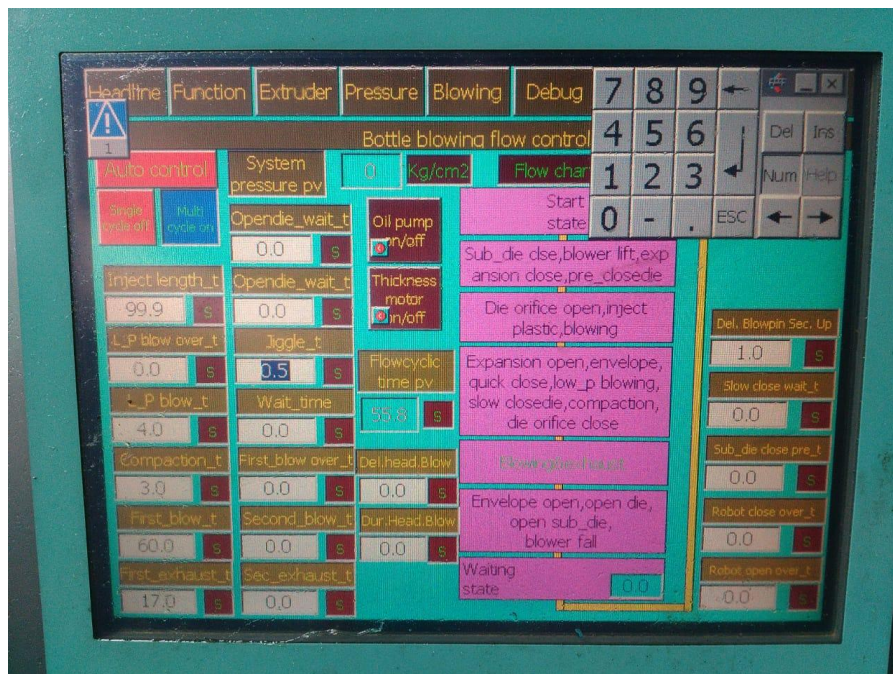 Headline Function Extruder Pressure Blowing Debug
1
Bottle blowing flow control
7 8 9 ←
4 5 6
1 2 3
0 - . ESC
Del Ins
Num Help
← →
Auto control
System
pressure pv
0 Kg/cm2
Flow char
Single
cycle off
Multi
cycle on
Inject length_t
99.9 S
L_P blow over_t
0.0 S
L_P blow_t
4.0 S
Compaction_t
3.0 S
First_blow_t
60.0 S
First_exhaust_t
17.0 S
Opendie_wait_t
0.0 S
Opendie_wait_t
0.0 S
Jiggle_t
0.5 S
Wait_time
0.0 S
First_blow over_t
0.0 S
Second_blow_t
0.0 S
Sec_exhaust_t
0.0 S
Oil pump
on/off
Thickness
motor
on/off
Flowcyclic
time pv
55.8 S
Del.head.Blow
0.0 S
Dur.Head.Blow
0.0 S
Start
state
Sub_die clse,blower lift,exp
ansion close,pre_closedie
Die orifice open,inject
plastic,blowing
Expansion open,envelope,
quick close,low_p blowing,
slow closedie,compaction,
die orifice close
Envelope open,open die,
open sub_die,
blower fall
Waiting
state 0.0
Del. Blowpin Sec. Up
1.0 S
Slow close wait_t
0.0 S
Sub_die close pre_t
0.0 S
Robot close over_t
0.0 S
Robot open over_t
0.0 S